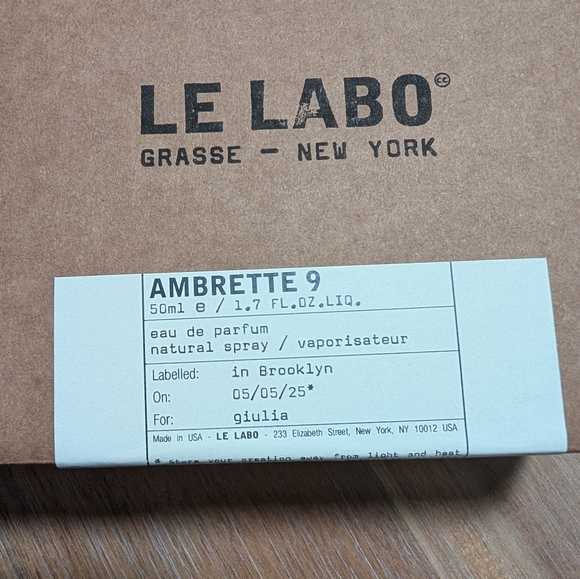 LE LABO
GRASSE — NEW YORK
AMBRETTE 9
50ml e / 1.7 FL.OZ.LIQ.
eau de parfum
natural spray / vaporisateur
Labelled: in Brooklyn
On: 05/05/25*
For: giulia
Made in USA - LE LABO - 233 Elizabeth Street, New York, NY 10012 USA
* Store your creation away from light and heat